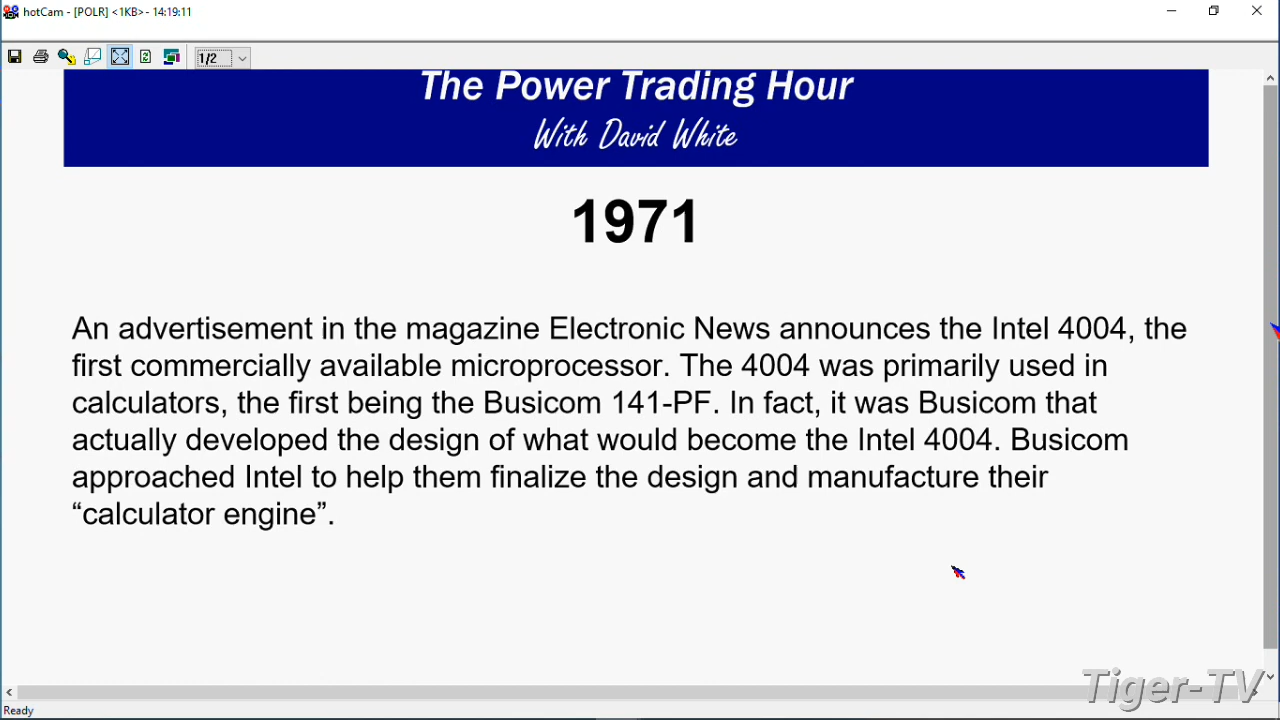 hotCam - [POLR] <1KB> - 14:19:11
1/2
The Power Trading Hour
With David White
1971
An advertisement in the magazine Electronic News announces the Intel 4004, the
first commercially available microprocessor. The 4004 was primarily used in
calculators, the first being the Busicom 141-PF. In fact, it was Busicom that
actually developed the design of what would become the Intel 4004. Busicom
approached Intel to help them finalize the design and manufacture their
“calculator engine”.
Tiger-TV
Ready